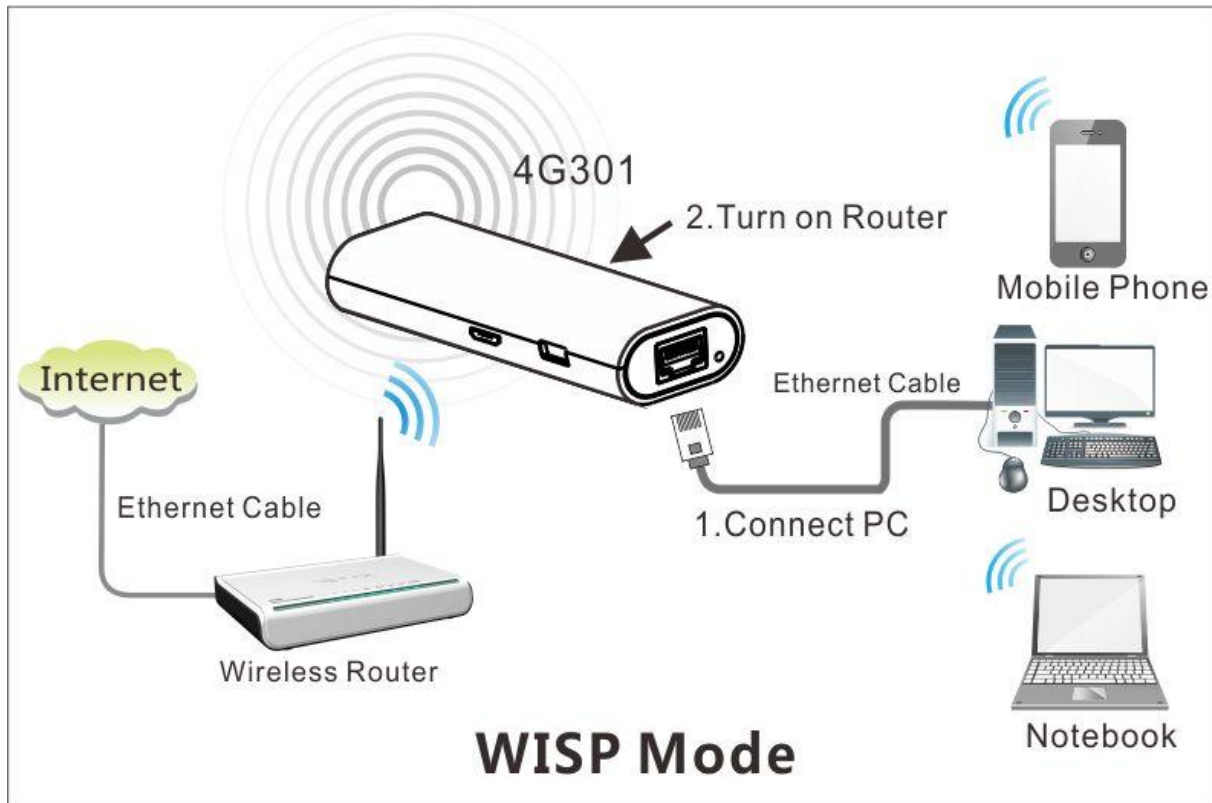 4G301
2.Turn on Router
Mobile Phone
Internet
Ethernet Cable
Ethernet Cable
Desktop
1.Connect PC
Wireless Router
Notebook
WISP Mode